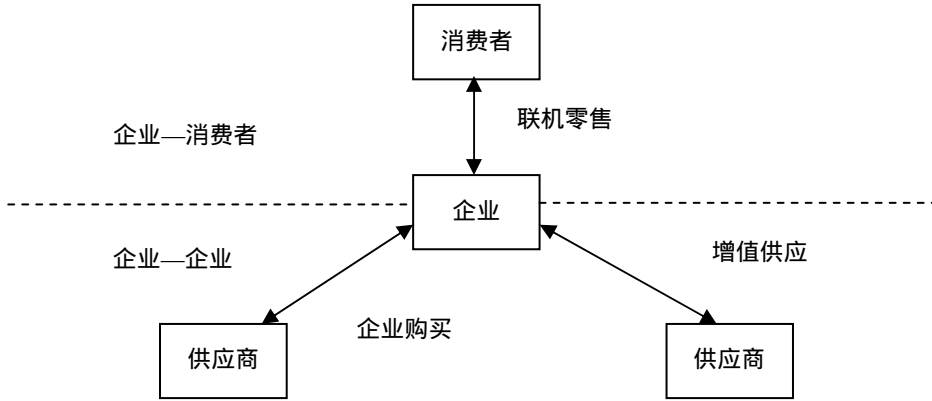 消费者
联机零售
企业—消费者
企业
企业—企业
增值供应
企业购买
供应商
供应商